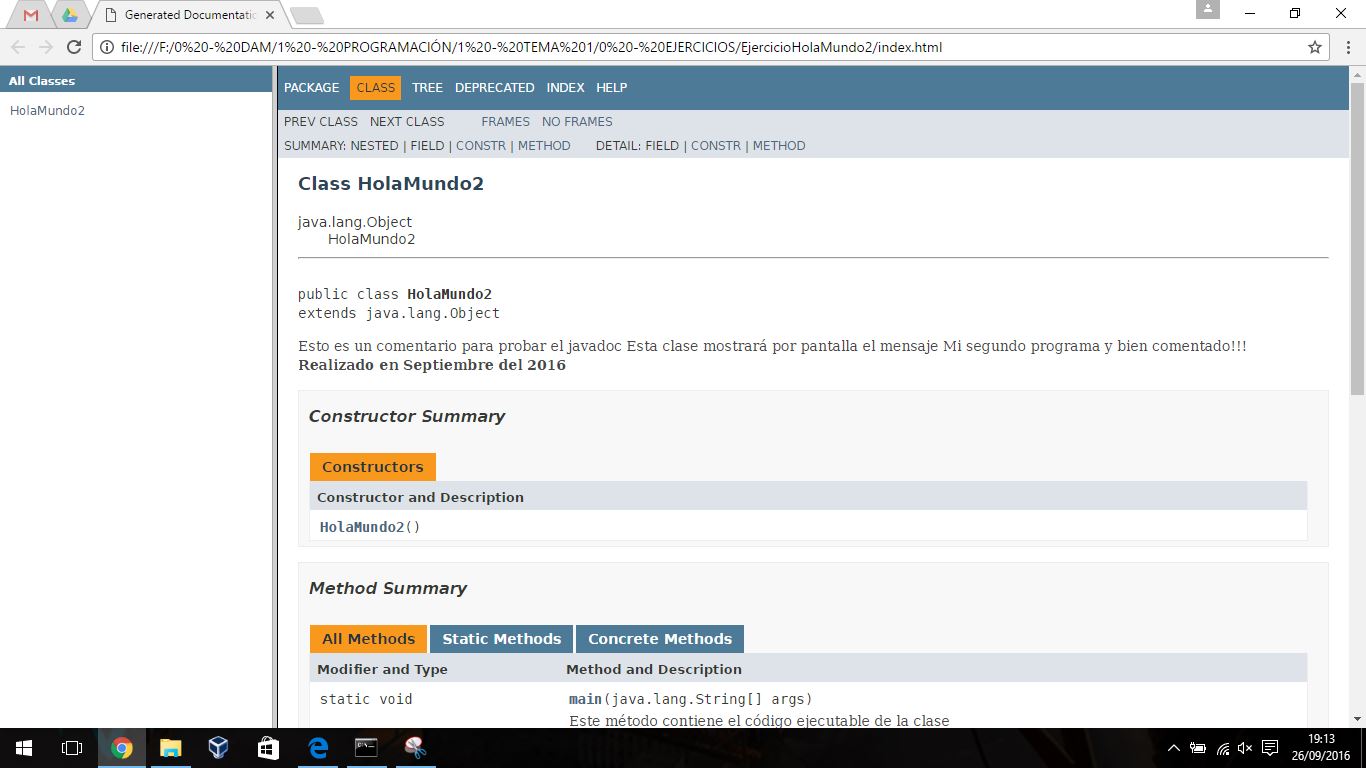 Generated Documentatio
file:///F:/0%20-%20DAM/1%20-%20PROGRAMACIÓN/1%20-%20TEMA%201/0%20-%20EJERCICIOS/EjercicioHolaMundo2/index.html
All Classes
HolaMundo2
PACKAGE CLASS TREE DEPRECATED INDEX HELP
PREV CLASS NEXT CLASS FRAMES NO FRAMES
SUMMARY: NESTED | FIELD | CONSTR | METHOD DETAIL: FIELD | CONSTR | METHOD
Class HolaMundo2
java.lang.Object
HolaMundo2
public class HolaMundo2
extends java.lang.Object
Esto es un comentario para probar el javadoc Esta clase mostrará por pantalla el mensaje Mi segundo programa y bien comentado!!!
Realizado en Septiembre del 2016
Constructor Summary
Constructors
Constructor and Description
HolaMundo2()
Method Summary
All Methods Static Methods Concrete Methods
Modifier and Type Method and Description
static void main(java.lang.String[] args)
Este método contiene el código ejecutable de la clase
19:13
26/09/2016